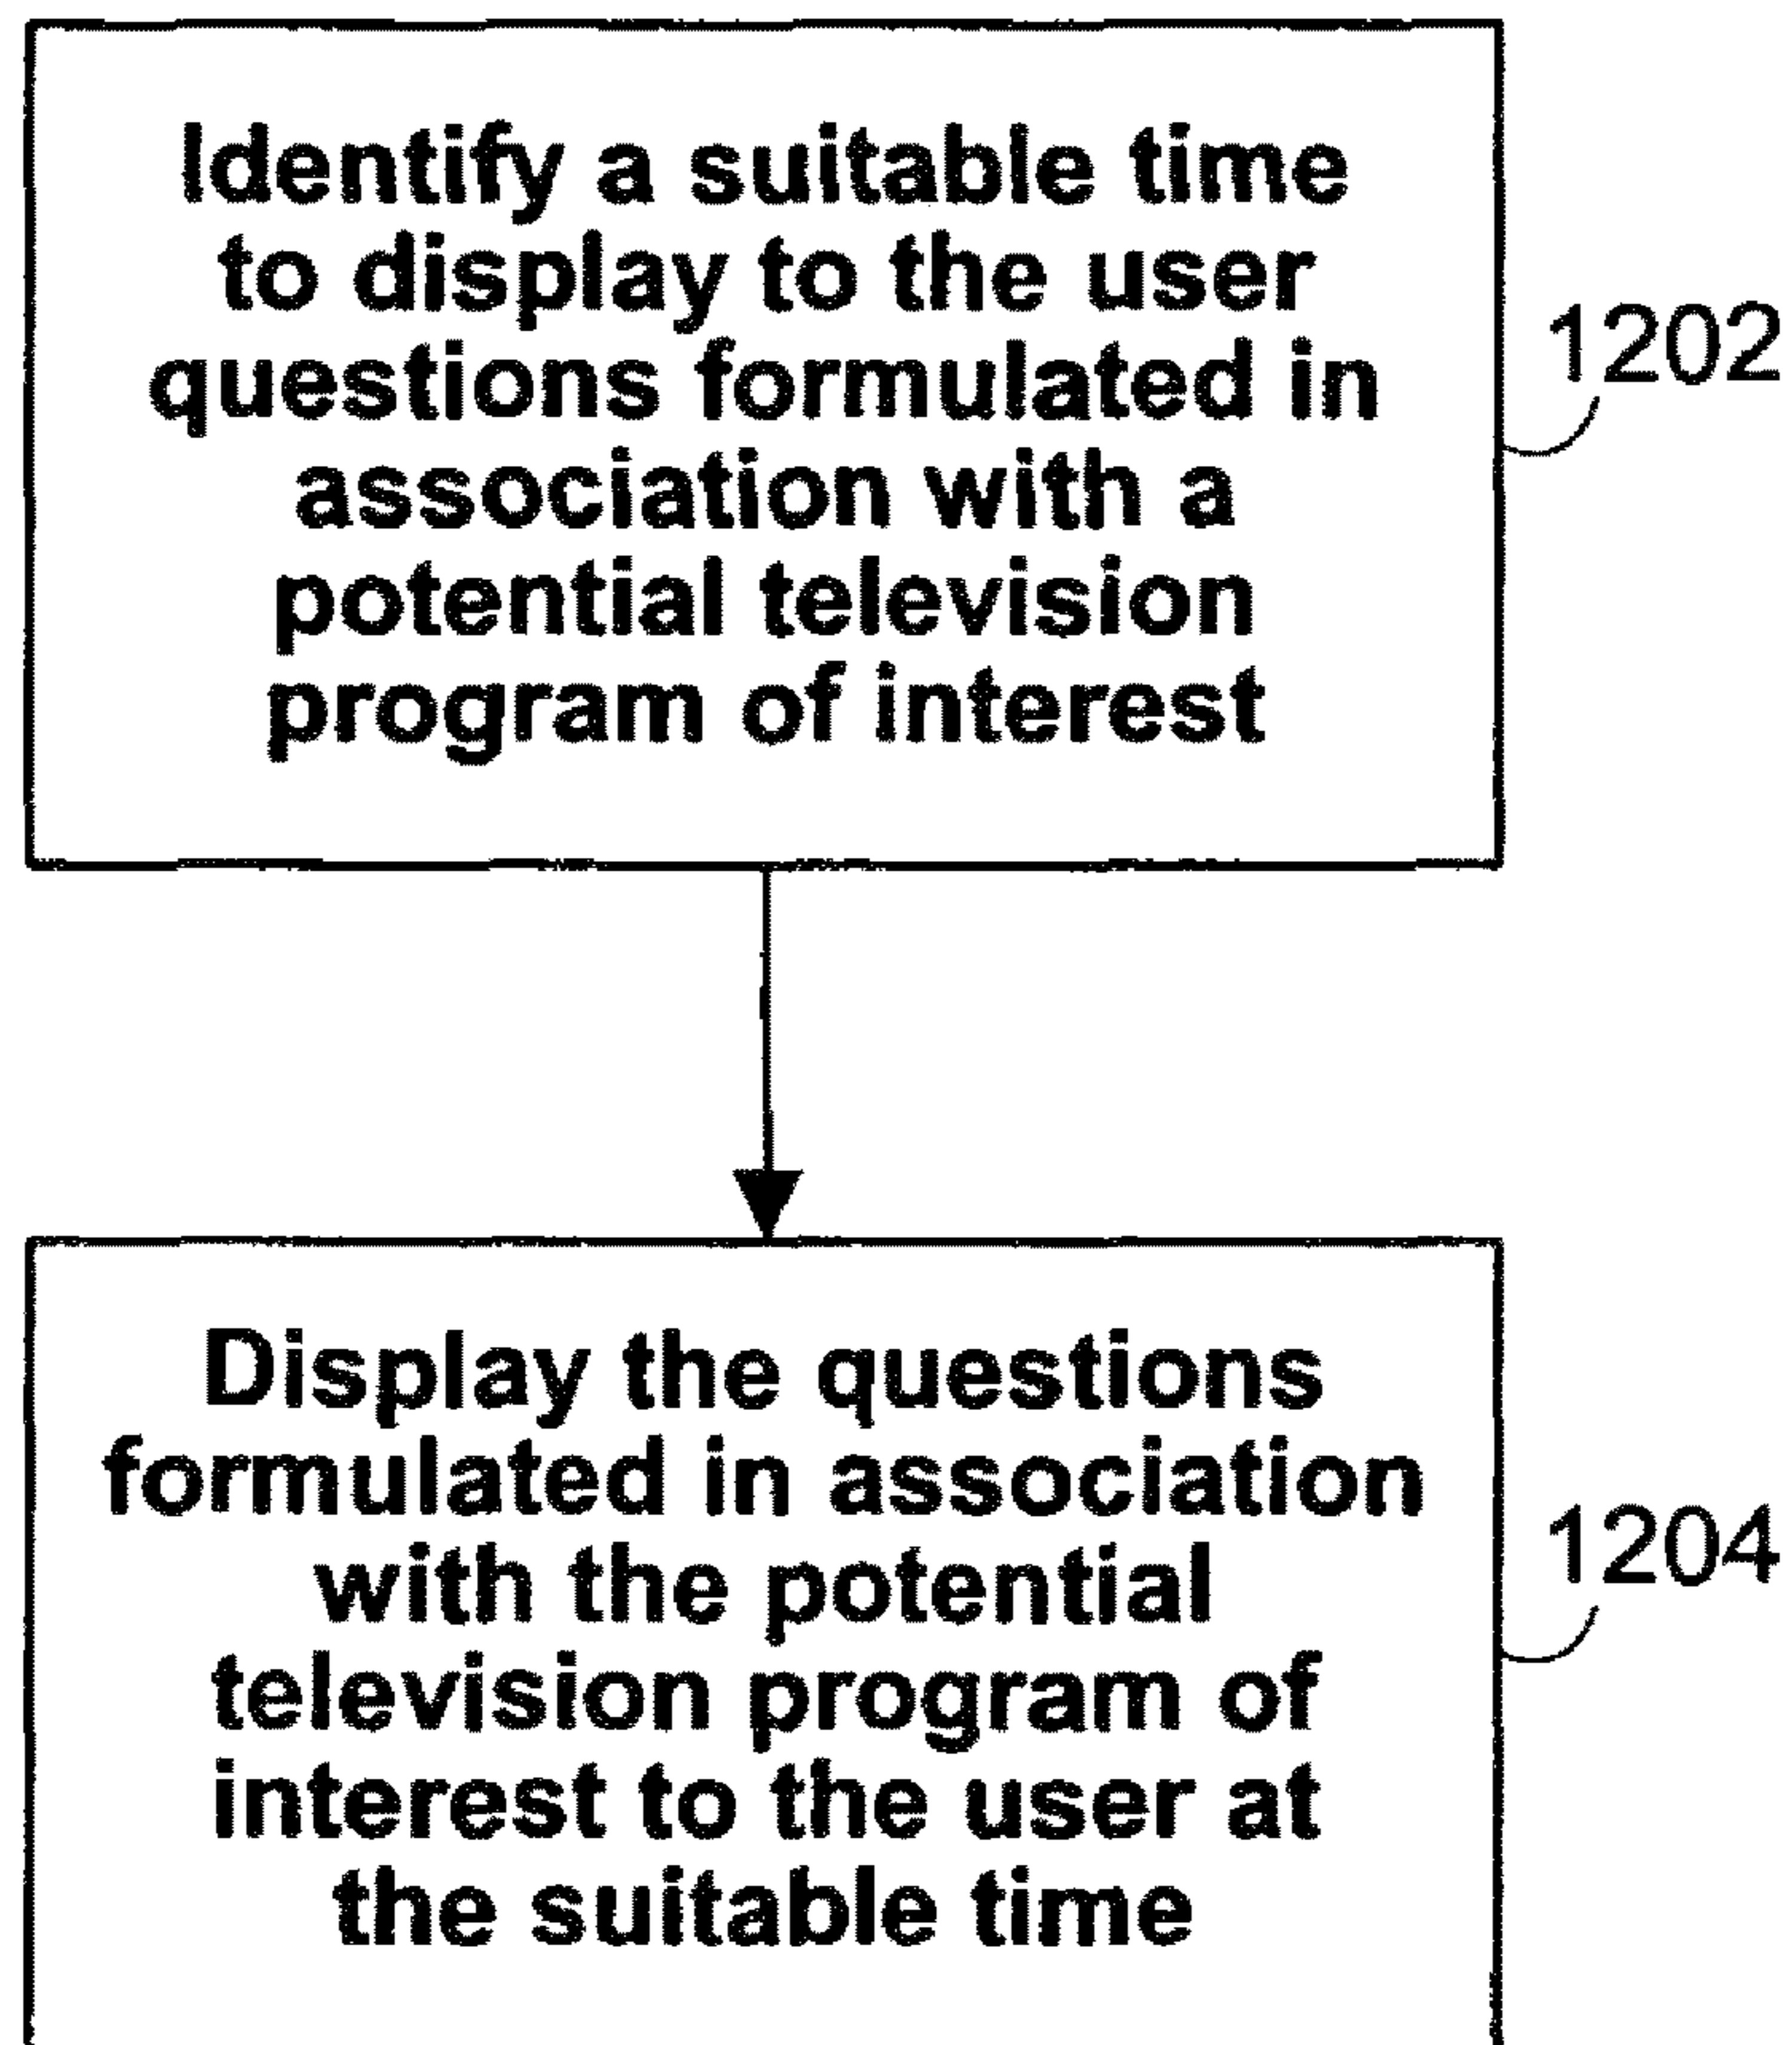 Identify a suitable time
to display to the user
questions formulated in
association with a
potential television
program of interest
1202
Display the questions
formulated in association
with the potential
television program of
interest to the user at
the suitable time
1204